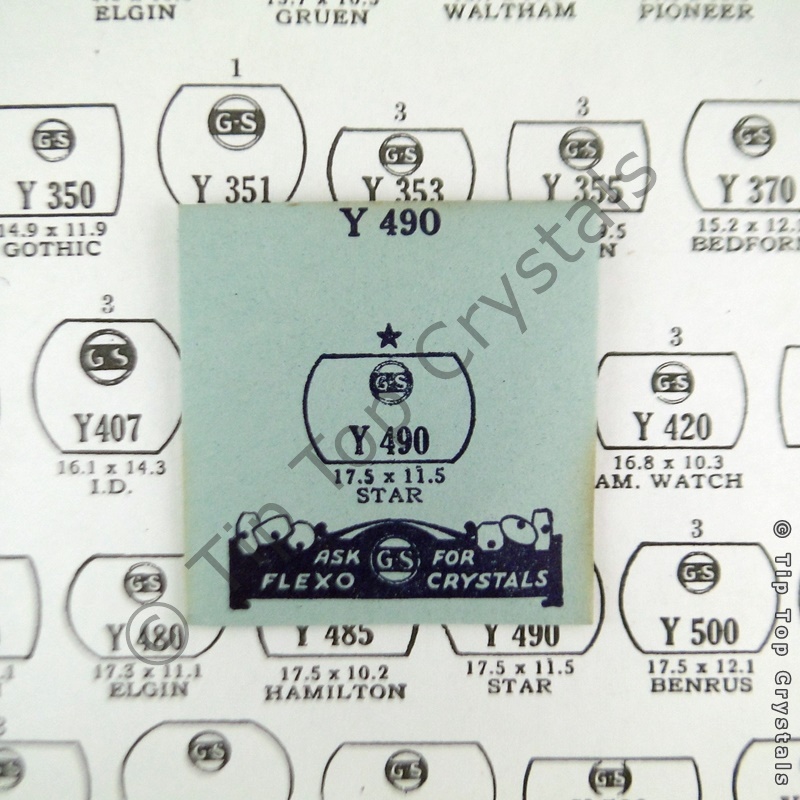 ELGIN
GRUEN
WALTHAM
PIONEER
1
3
3
G-S
G-S
G-S
G-S
G-S
Y 350
Y 351
Y 353
Y 355
Y 370
14.9 x 11.9
GOTHIC
15.2 x 12.1
BEDFOR
Y 490
3
G-S
Y407
16.1 x 14.3
I.D.
G-S
Y 490
17.5 x 11.5
STAR
ASK G-S FOR
FLEXO CRYSTALS
3
G-S
Y 420
16.8 x 10.3
AM. WATCH
3
G-S
G-S
Y 480
Y 485
Y 490
Y 500
17.3 x 11.1
ELGIN
17.5 x 10.2
HAMILTON
17.5 x 11.5
STAR
17.5 x 12.1
BENRUS
G-S
G-S
G-S
© Tip Top Crystals
© Tip Top Crystals